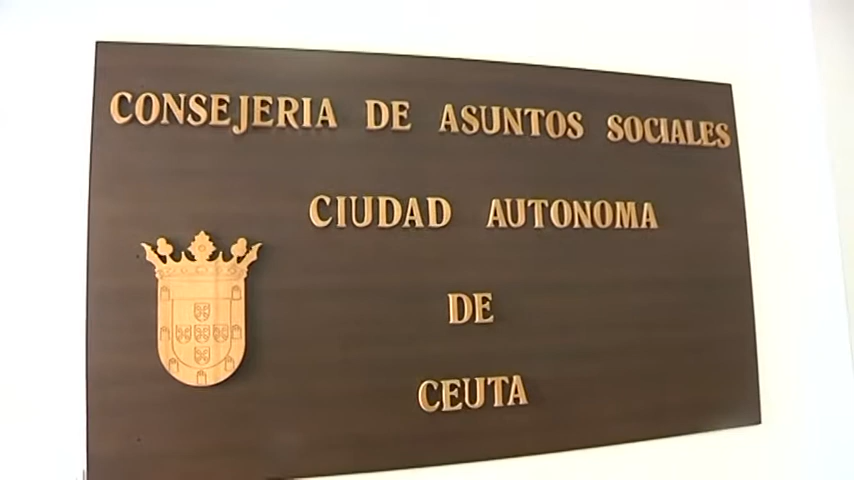 CONSEJERIA DE ASUNTOS SOCIALES
CIUDAD AUTONOMA
DE
CEUTA